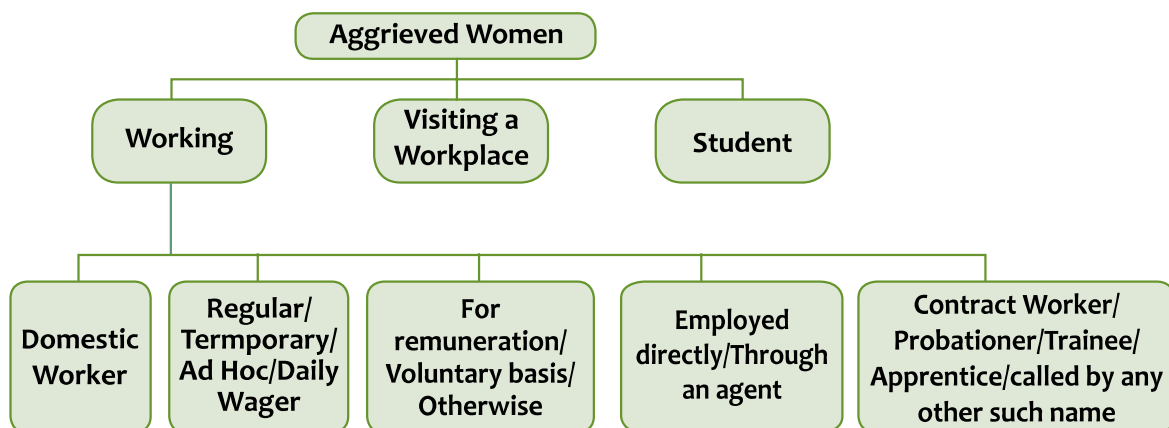 Aggrieved Women
Working
Visiting a
Workplace
Student
Domestic
Worker
Regular/
Termporary/
Ad Hoc/Daily
Wager
For
remuneration/
Voluntary basis/
Otherwise
Employed
directly/Through
an agent
Contract Worker/
Probationer/Trainee/
Apprentice/called by any
other such name